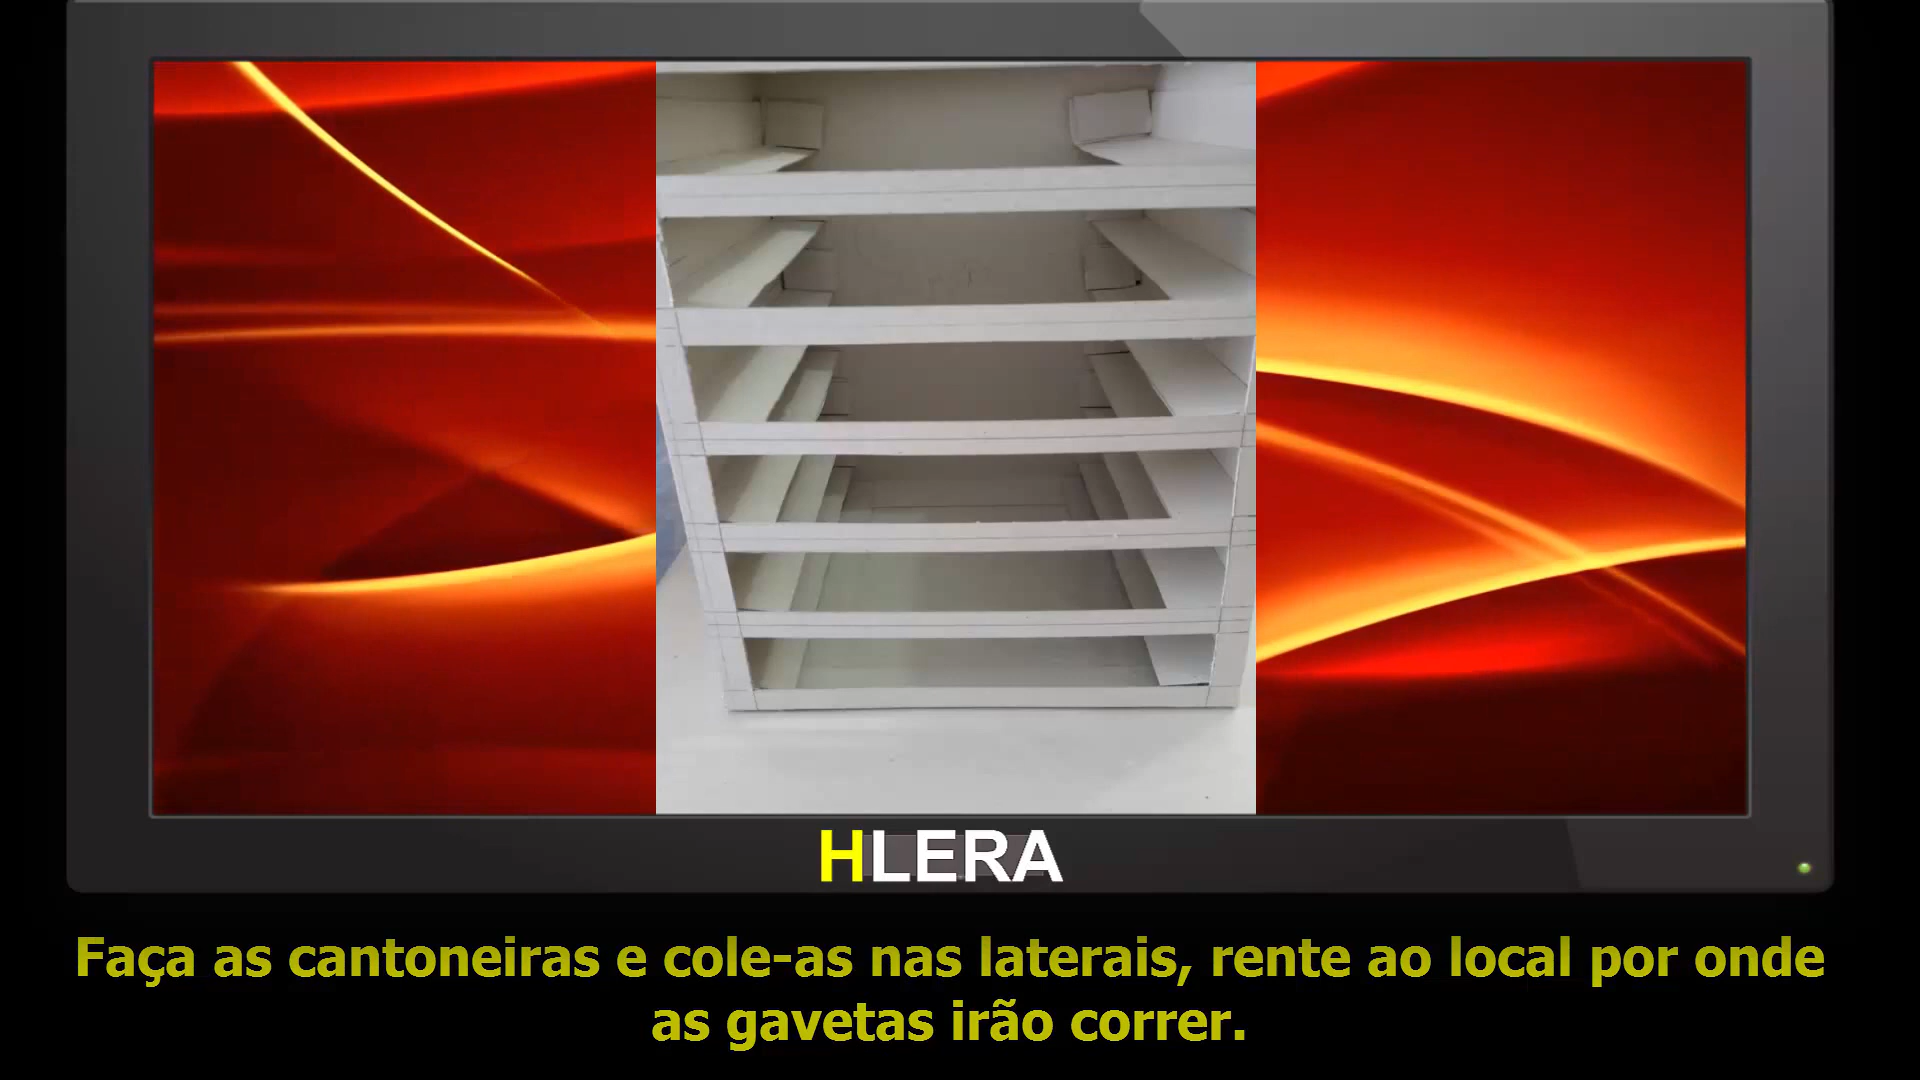 HLERA
Faça as cantoneiras e cole-as nas laterais, rente ao local por onde
as gavetas irão correr.